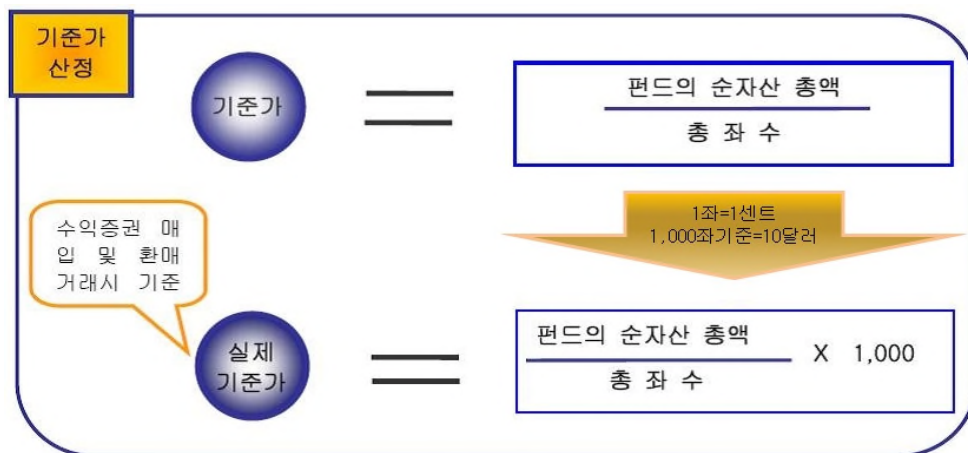 기준가
산정
기준가
펀드의 순자산 총액
총 좌 수
1좌=1센트
1,000좌기준=10달러
수익증권 매
입 및 환매
거래시 기준
실제
기준가
펀드의 순자산 총액
총 좌 수
X 1,000